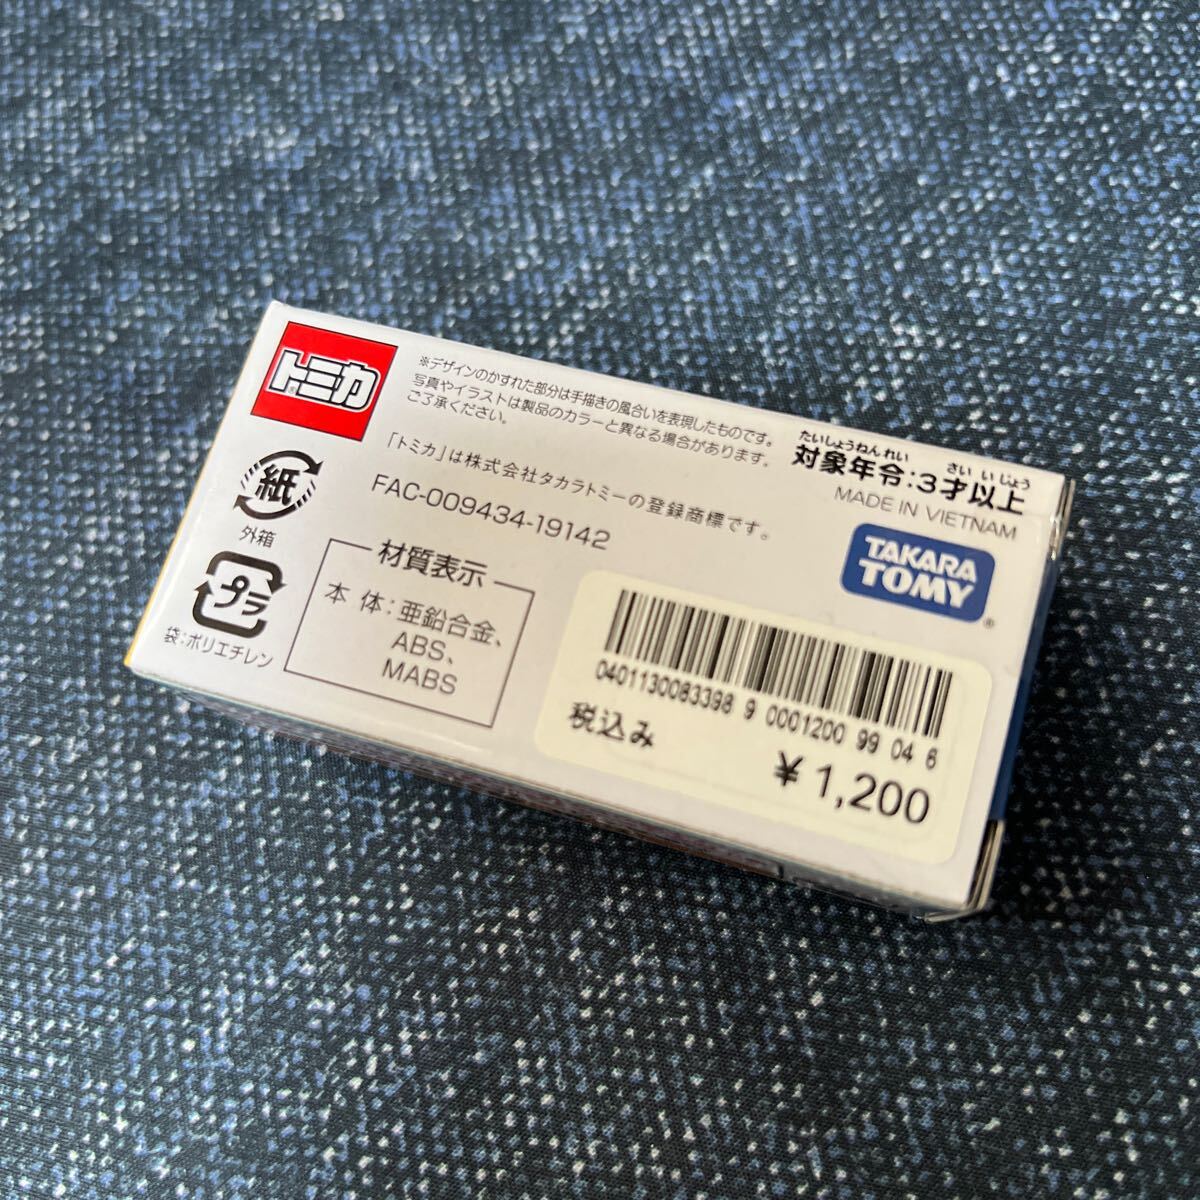 トミカ
※デザインのかすれた部分は手描きの風合いを表現したものです。
写真やイラストは製品のカラーと異なる場合があります。
ご了承ください。
「トミカ」は株式会社タカラトミーの登録商標です。
FAC-009434-19142
たいしょうねんれい さいいじょう
対象年令:3才以上
MADE IN VIETNAM
TAKARA
TOMY®
紙
外箱
プラ
袋:ポリエチレン
材質表示
本 体:亜鉛合金、
ABS、
MABS
0401130083398 9 0001200 99 04 6
税込み
¥1,200